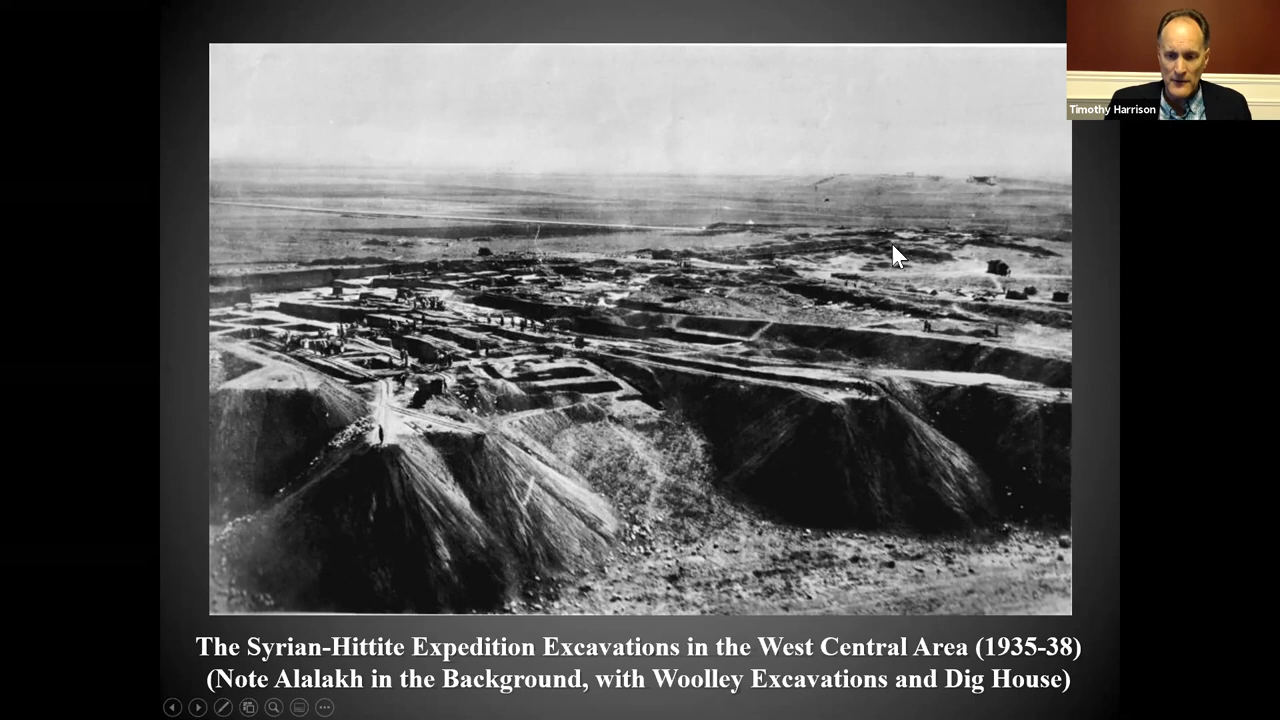 Timothy Harrison
The Syrian-Hittite Expedition Excavations in the West Central Area (1935-38)
(Note Alalakh in the Background, with Woolley Excavations and Dig House)